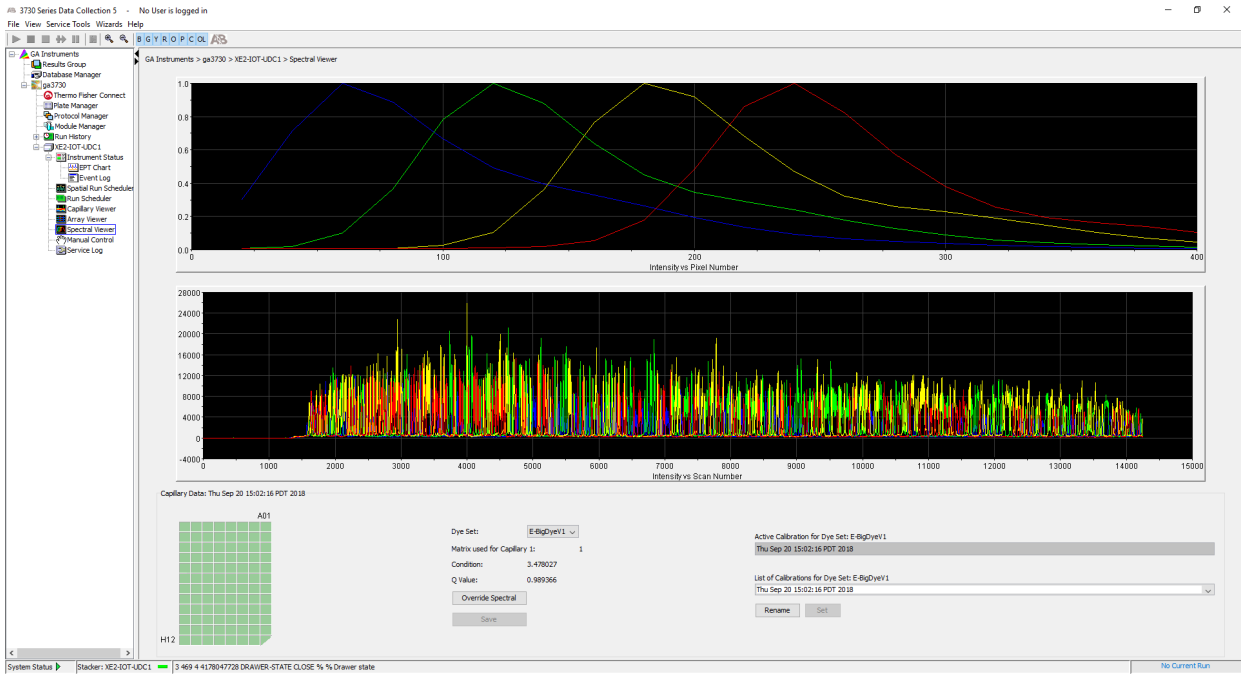 3730 Series Data Collection 5 - No User is logged in
File View Service Tools Wizards Help
B G Y R O P C OL AB
GA Instruments
Results Group
Database Manager
ga3730
Thermo Fisher Connect
Plate Manager
Protocol Manager
Module Manager
Run History
XE2-IOT-UDC1
Instrument Status
EPT Chart
Event Log
Spatial Run Scheduler
Run Scheduler
Capillary Viewer
Array Viewer
Spectral Viewer
Manual Control
Service Log
GA Instruments > ga3730 > XE2-IOT-UDC1 > Spectral Viewer
1.0
0.8
0.6
0.4
0.2
0.0
0 100 200 300 400
Intensity vs Pixel Number
28000
24000
20000
16000
12000
8000
4000
0
-4000
0 1000 2000 3000 4000 5000 6000 7000 8000 9000 10000 11000 12000 13000 14000 15000
Intensity vs Scan Number
Capillary Data: Thu Sep 20 15:02:16 PDT 2018
A01
H12
Dye Set: E-BigDyeV1
Matrix used for Capillary 1: 1
Condition: 3.478027
Q Value: 0.989366
Override Spectral
Save
Active Calibration for Dye Set: E-BigDyeV1
Thu Sep 20 15:02:16 PDT 2018
List of Calibrations for Dye Set: E-BigDyeV1
Thu Sep 20 15:02:16 PDT 2018
Rename Set
System Status Stacker: XE2-IOT-UDC1 3 469 4 4178047728 DRAWER-STATE CLOSE % % Drawer state No Current Run